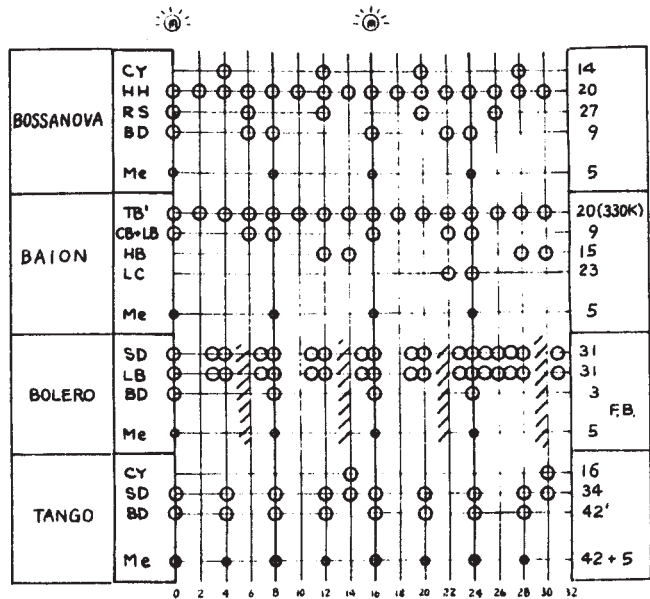 CY 14
HH 20
BOSSANOVA RS 27
BD 9
Me 5
TB' 20(330K)
CB+LB 9
BAION HB 15
LC 23
Me 5
SD 31
LB 31
BOLERO BD 3
F.B.
Me 5
CY 16
SD 34
TANGO BD 42'
Me 42+5
0 2 4 6 8 10 12 14 16 18 20 22 24 26 28 30 32